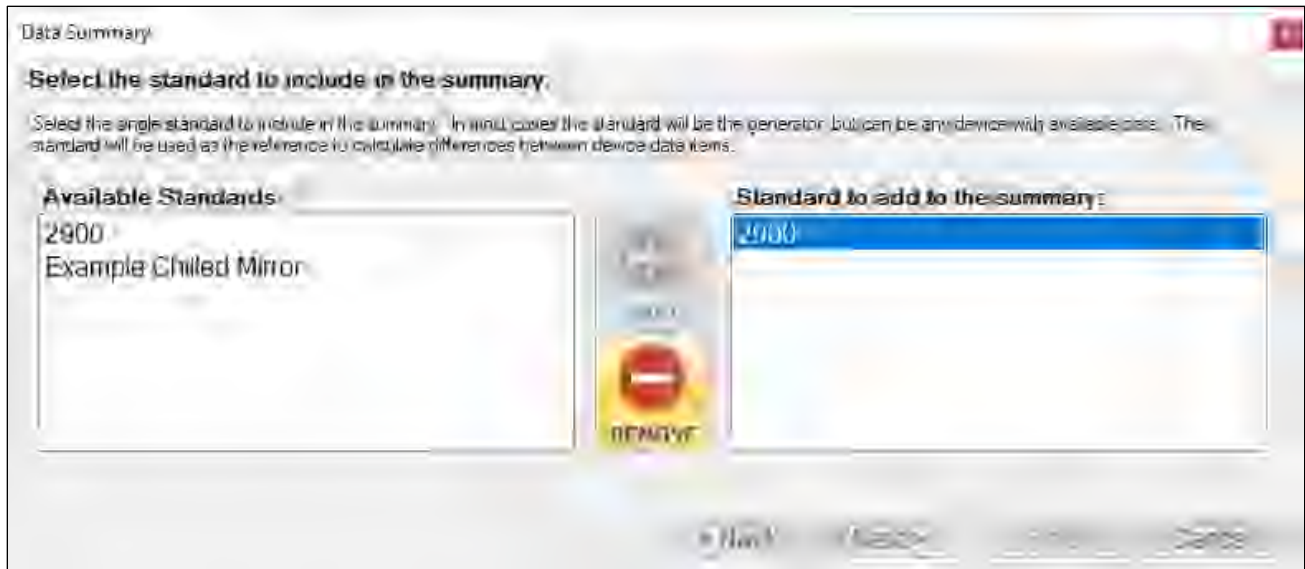 Data Summary
Select the standard to include in the summary.
Select the single standard to include in the summary. In most cases the standard will be the generator but can be any device with available data. The
standard will be used as the reference to calculate differences between device data items.
Available Standards:
Standard to add to the summary:
2900
2900
Example Chilled Mirror
REMOVE
Cancel